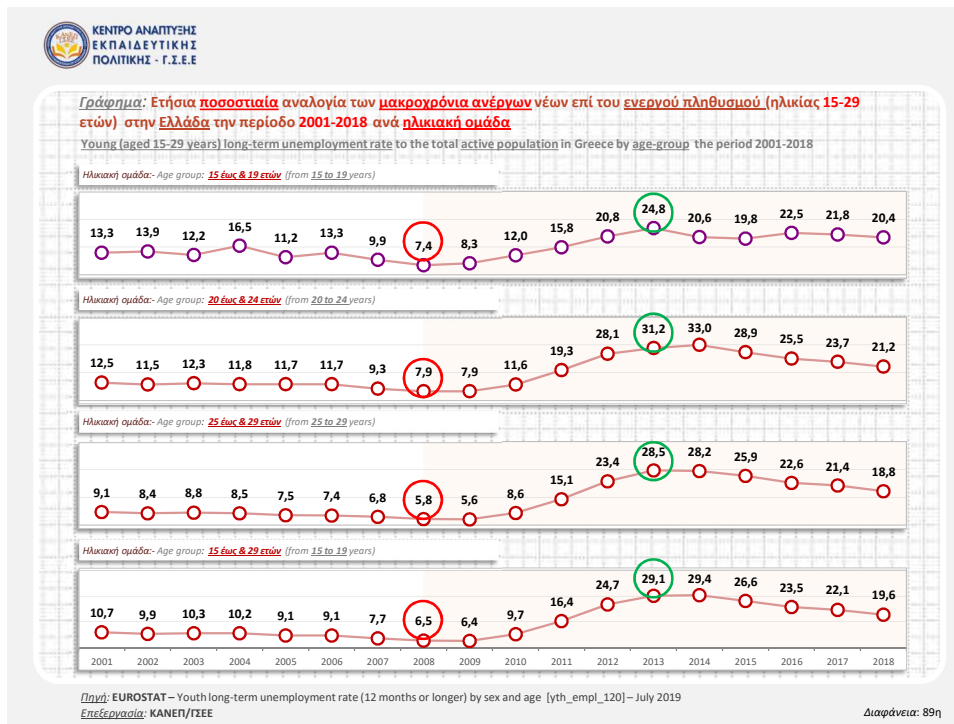 ΚΕΝΤΡΟ ΑΝΑΠΤΥΞΗΣ
ΕΚΠΑΙΔΕΥΤΙΚΗΣ
ΠΟΛΙΤΙΚΗΣ - Γ.Σ.Ε.Ε
Γράφημα: Ετήσια ποσοστιαία αναλογία των μακροχρόνια ανέργων νέων επί του ενεργού πληθυσμού (ηλικίας 15-29
ετών) στην Ελλάδα την περίοδο 2001-2018 ανά ηλικιακή ομάδα
Young (aged 15-29 years) long-term unemployment rate to the total active population in Greece by age-group the period 2001-2018
Ηλικιακή ομάδα:- Age group: 15 έως & 19 ετών (from 15 to 19 years)
13,3 13,9 12,2 16,5 11,2 13,3 9,9 7,4 8,3 12,0 15,8 20,8 24,8 20,6 19,8 22,5 21,8 20,4
Ηλικιακή ομάδα:- Age group: 20 έως & 24 ετών (from 20 to 24 years)
12,5 11,5 12,3 11,8 11,7 11,7 9,3 7,9 7,9 11,6 19,3 28,1 31,2 33,0 28,9 25,5 23,7 21,2
Ηλικιακή ομάδα:- Age group: 25 έως & 29 ετών (from 25 to 29 years)
9,1 8,4 8,8 8,5 7,5 7,4 6,8 5,8 5,6 8,6 15,1 23,4 28,5 28,2 25,9 22,6 21,4 18,8
Ηλικιακή ομάδα:- Age group: 15 έως & 29 ετών (from 15 to 19 years)
10,7 9,9 10,3 10,2 9,1 9,1 7,7 6,5 6,4 9,7 16,4 24,7 29,1 29,4 26,6 23,5 22,1 19,6
2001 2002 2003 2004 2005 2006 2007 2008 2009 2010 2011 2012 2013 2014 2015 2016 2017 2018
Πηγή: EUROSTAT – Youth long-term unemployment rate (12 months or longer) by sex and age [yth_empl_120] – July 2019
Επεξεργασία: ΚΑΝΕΠ/ΓΣΕΕ
Διαφάνεια: 89η